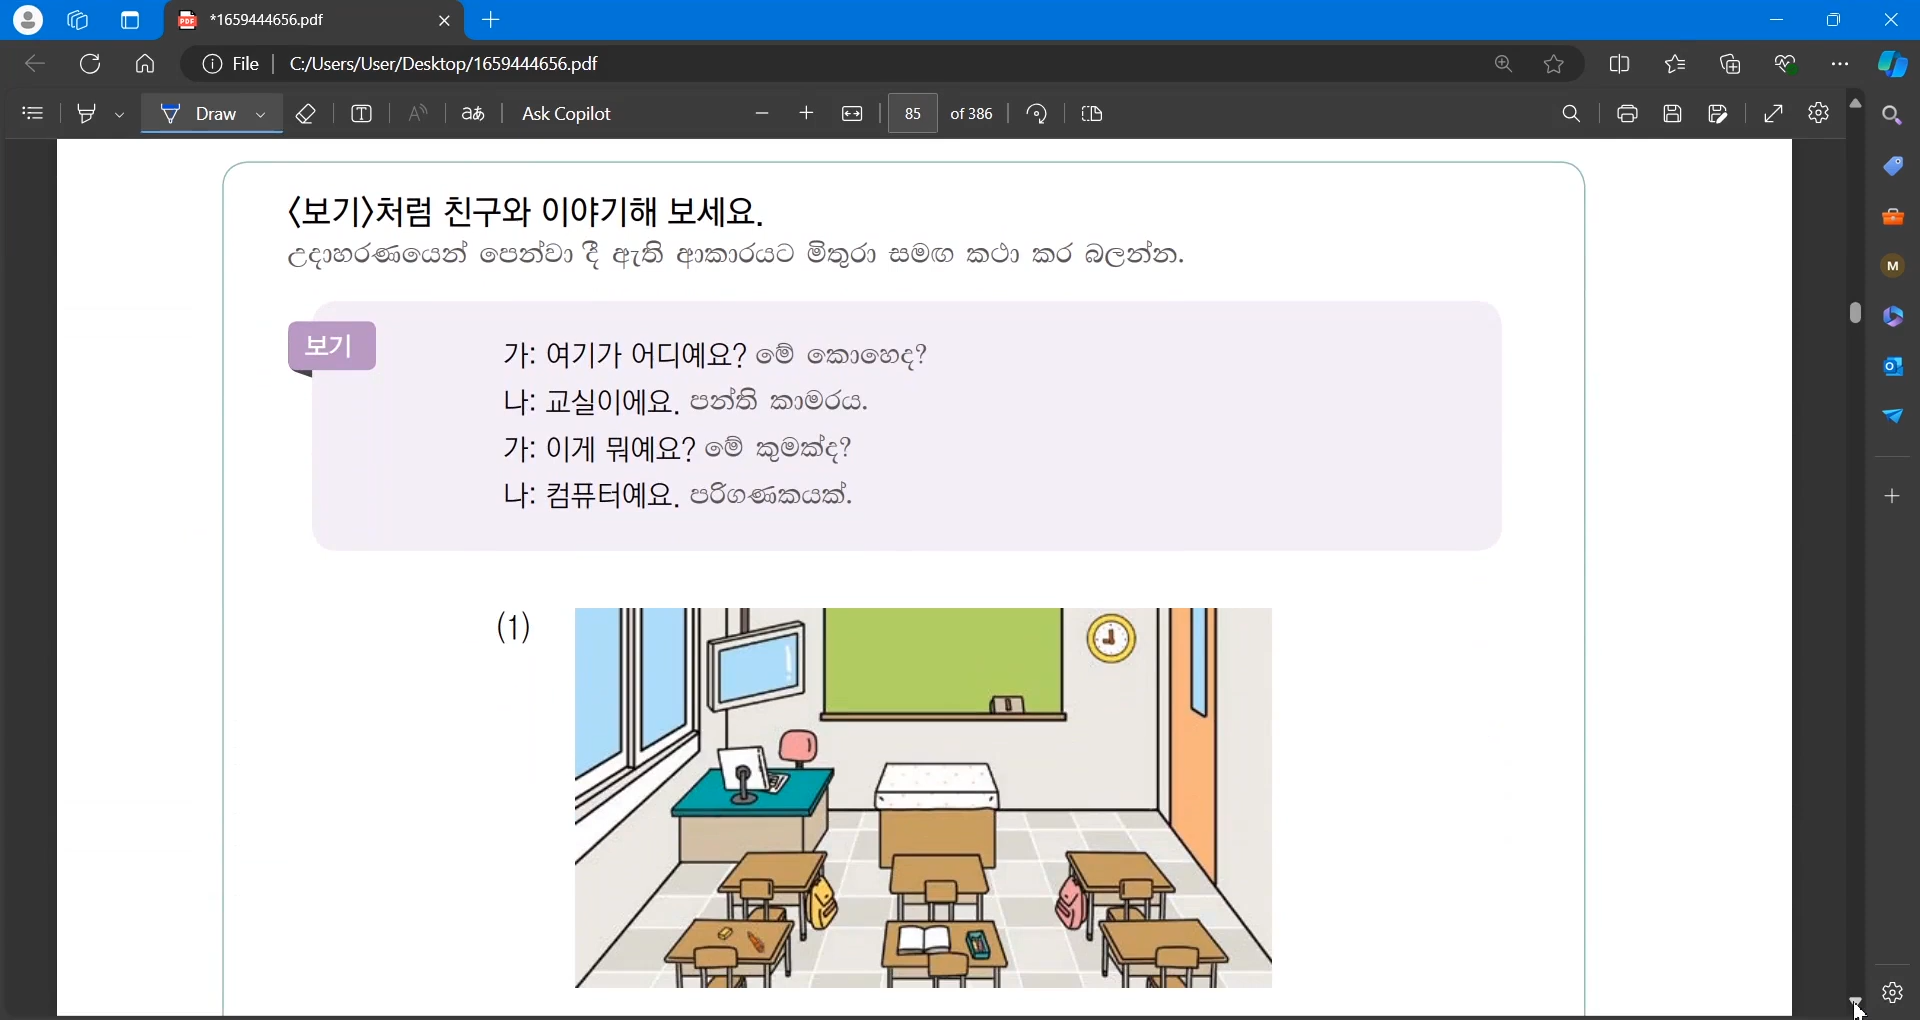 *1659444656.pdf
File | C:/Users/User/Desktop/1659444656.pdf
Draw
aあ
Ask Copilot
85 of 386
M
〈보기〉처럼 친구와 이야기해 보세요.
උදාහරණයෙන් පෙන්වා දී ඇති ආකාරයට මිතුරා සමඟ කථා කර බලන්න.
보기
가: 여기가 어디예요? මේ කොහෙද?
나: 교실이에요. පන්ති කාමරය.
가: 이게 뭐예요? මේ කුමක්ද?
나: 컴퓨터예요. පරිගණකයක්.
(1)